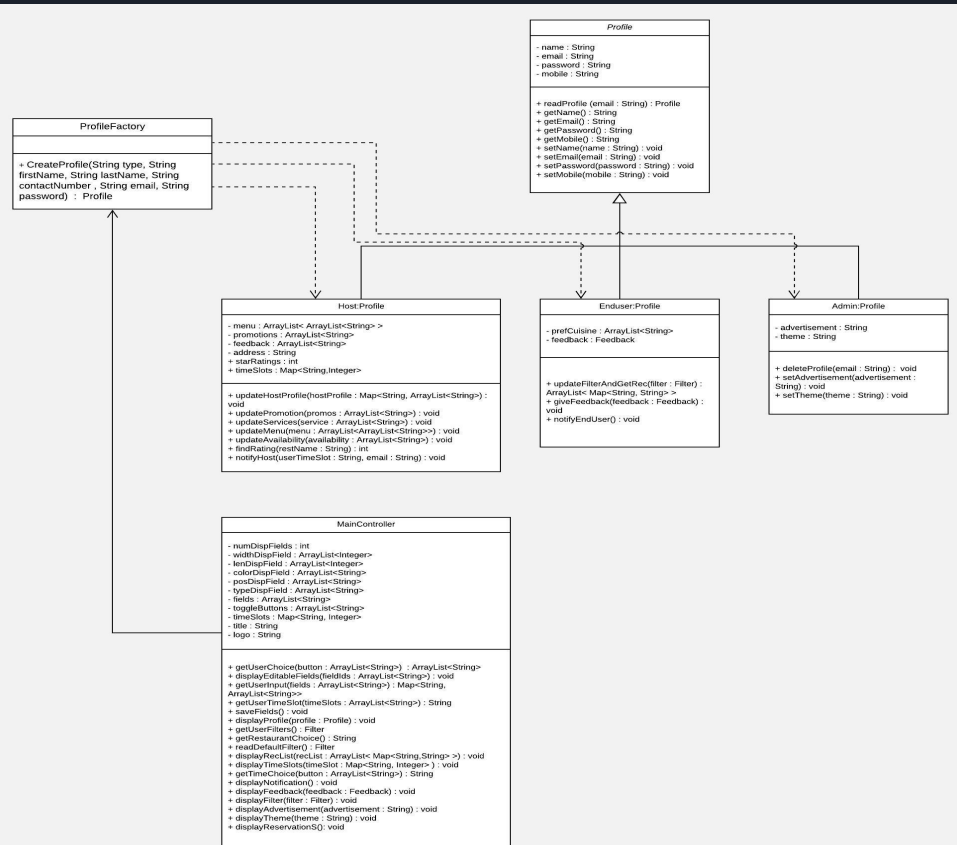 Profile
- name : String
- email : String
- password : String
- mobile : String
+ readProfile (email : String) : Profile
+ getName() : String
+ getEmail() : String
+ getPassword() : String
+ getMobile() : String
+ setName(name : String) : void
+ setEmail(email : String) : void
+ setPassword(password : String) : void
+ setMobile(mobile : String) : void
ProfileFactory
+ CreateProfile(String type, String
firstName, String lastName, String
contactNumber , String email, String
password) : Profile
Host:Profile
- menu : ArrayList< ArrayList<String> >
- promotions : ArrayList<String>
- feedback : ArrayList<String>
- address : String
+ starRatings : int
+ timeSlots : Map<String,Integer>
+ updateHostProfile(hostProfile : Map<String, ArrayList<String>) :
void
+ updatePromotion(promos : ArrayList<String>) : void
+ updateServices(service : ArrayList<String>) : void
+ updateMenu(menu : ArrayList<ArrayList<String>>) : void
+ updateAvailability(availability : ArrayList<String>) : void
+ findRating(restName : String) : int
+ notifyHost(userTimeSlot : String, email : String) : void
Enduser:Profile
- prefCuisine : ArrayList<String>
- feedback : Feedback
+ updateFilterAndGetRec(filter : Filter) :
ArrayList< Map<String, String> >
+ giveFeedback(feedback : Feedback) :
void
+ notifyEndUser() : void
Admin:Profile
- advertisement : String
- theme : String
+ deleteProfile(email : String) : void
+ setAdvertisement(advertisement :
String) : void
+ setTheme(theme : String) : void
MainController
- numDispFields : int
- widthDispField : ArrayList<Integer>
- lenDispField : ArrayList<Integer>
- colorDispField : ArrayList<String>
- posDispField : ArrayList<String>
- typeDispField : ArrayList<String>
- fields : ArrayList<String>
- toggleButtons : ArrayList<String>
- timeSlots : Map<String, Integer>
- title : String
- logo : String
+ getUserChoice(button : ArrayList<String>) : ArrayList<String>
+ displayEditableFields(fieldIds : ArrayList<String>) : void
+ getUserInput(fields : ArrayList<String>) : Map<String,
ArrayList<String>>
+ getUserTimeSlot(timeSlots : ArrayList<String>) : String
+ saveFields() : void
+ displayProfile(profile : Profile) : void
+ getUserFilters() : Filter
+ getRestaurantChoice() : String
+ readDefaultFilter() : Filter
+ displayRecList(recList : ArrayList< Map<String,String> >) : void
+ displayTimeSlots(timeSlot : Map<String, Integer> ) : void
+ getTimeChoice(button : ArrayList<String>) : String
+ displayNotification() : void
+ displayFeedback(feedback : Feedback) : void
+ displayFilter(filter : Filter) : void
+ displayAdvertisement(advertisement : String) : void
+ displayTheme(theme : String) : void
+ displayReservationS(): void